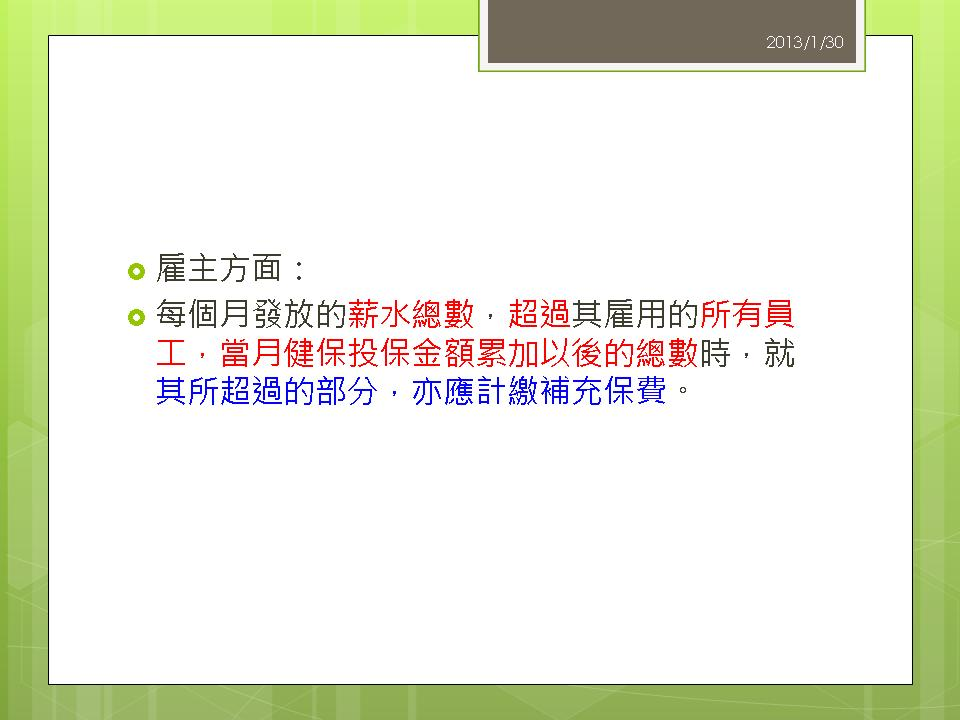 2013/1/30
雇主方面：
每個月發放的薪水總數，超過其雇用的所有員
工，當月健保投保金額累加以後的總數時，就
其所超過的部分，亦應計繳補充保費。